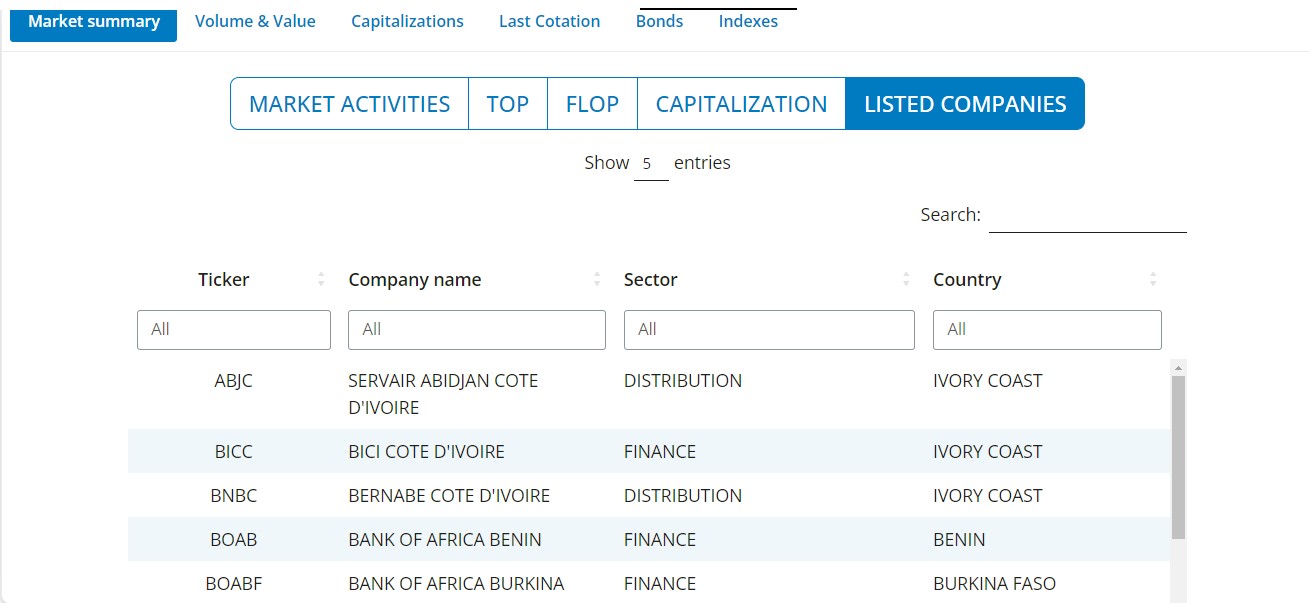 Market summary Volume & Value Capitalizations Last Cotation Bonds Indexes
MARKET ACTIVITIES TOP FLOP CAPITALIZATION LISTED COMPANIES
Show 5 entries
Search:
Ticker Company name Sector Country
All All All All
ABJC SERVAIR ABIDJAN COTE D'IVOIRE DISTRIBUTION IVORY COAST
BICC BICI COTE D'IVOIRE FINANCE IVORY COAST
BNBC BERNABE COTE D'IVOIRE DISTRIBUTION IVORY COAST
BOAB BANK OF AFRICA BENIN FINANCE BENIN
BOABF BANK OF AFRICA BURKINA FINANCE BURKINA FASO